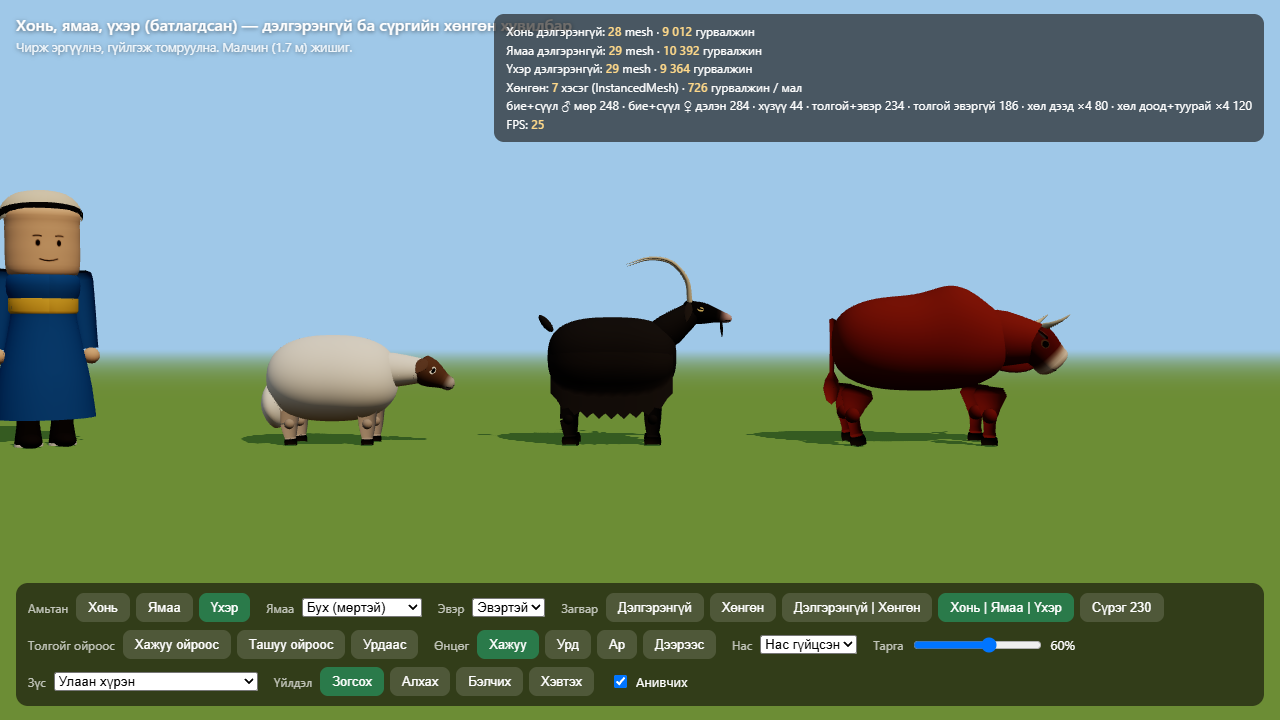 Хонь, ямаа, үхэр (батлагдсан) — дэлгэрэнгүй ба сүргийн хөнгөн хувилбар
Чирж эргүүлнэ, гүйлгэж томруулна. Малчин (1.7 м) жишиг.
Хонь дэлгэрэнгүй: 28 mesh · 9 012 гурвалжин
Ямаа дэлгэрэнгүй: 29 mesh · 10 392 гурвалжин
Үхэр дэлгэрэнгүй: 29 mesh · 9 364 гурвалжин
Хөнгөн: 7 хэсэг (InstancedMesh) · 726 гурвалжин / мал
бие+сүүл ♂ мөр 248 · бие+сүүл ♀ дэлэн 284 · хүзүү 44 · толгой+эвэр 234 · толгой эвэргүй 186 · хөл дээд ×4 80 · хөл доод+туурай ×4 120
FPS: 25
Амьтан Хонь Ямаа Үхэр Ямаа Бух (мөртэй) Эвэр Эвэртэй Загвар Дэлгэрэнгүй Хөнгөн Дэлгэрэнгүй | Хөнгөн Хонь | Ямаа | Үхэр Сүрэг 230
Толгойг ойроос Хажуу ойроос Ташуу ойроос Урдаас Өнцөг Хажуу Урд Ар Дээрээс Нас Нас гүйцсэн Тарга 60%
Зүс Улаан хүрэн Үйлдэл Зогсох Алхах Бэлчих Хэвтэх Анивчих